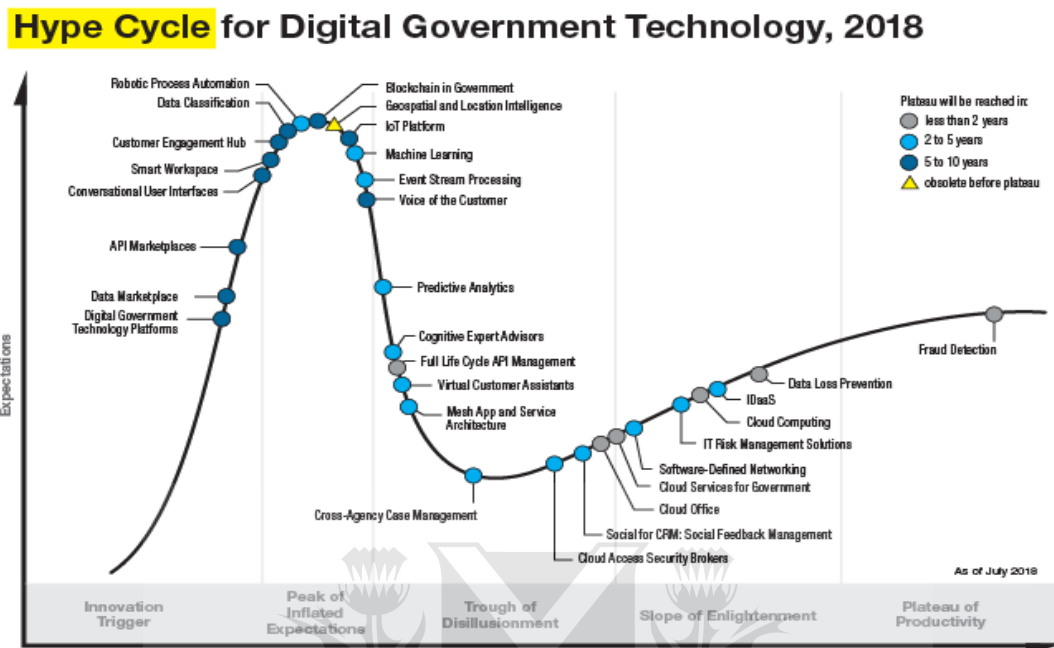 Hype Cycle for Digital Government Technology, 2018
Robotic Process Automation
Data Classification
Customer Engagement Hub
Smart Workspace
Conversational User Interfaces
API Marketplaces
Data Marketplace
Digital Government
Technology Platforms
Blockchain in Government
Geospatial and Location Intelligence
IoT Platform
Machine Learning
Event Stream Processing
Voice of the Customer
Predictive Analytics
Cognitive Expert Advisors
Full Life Cycle API Management
Virtual Customer Assistants
Mesh App and Service
Architecture
Cross-Agency Case Management
Plateau will be reached in:
less than 2 years
2 to 5 years
5 to 10 years
obsolete before plateau
Fraud Detection
Data Loss Prevention
IDaaS
Cloud Computing
IT Risk Management Solutions
Software-Defined Networking
Cloud Services for Government
Cloud Office
Social for CRM: Social Feedback Management
Cloud Access Security Brokers
As of July 2018
Expectations
Innovation
Trigger
Peak of
Inflated
Expectations
Trough of
Disillusionment
Slope of Enlightenment
Plateau of
Productivity